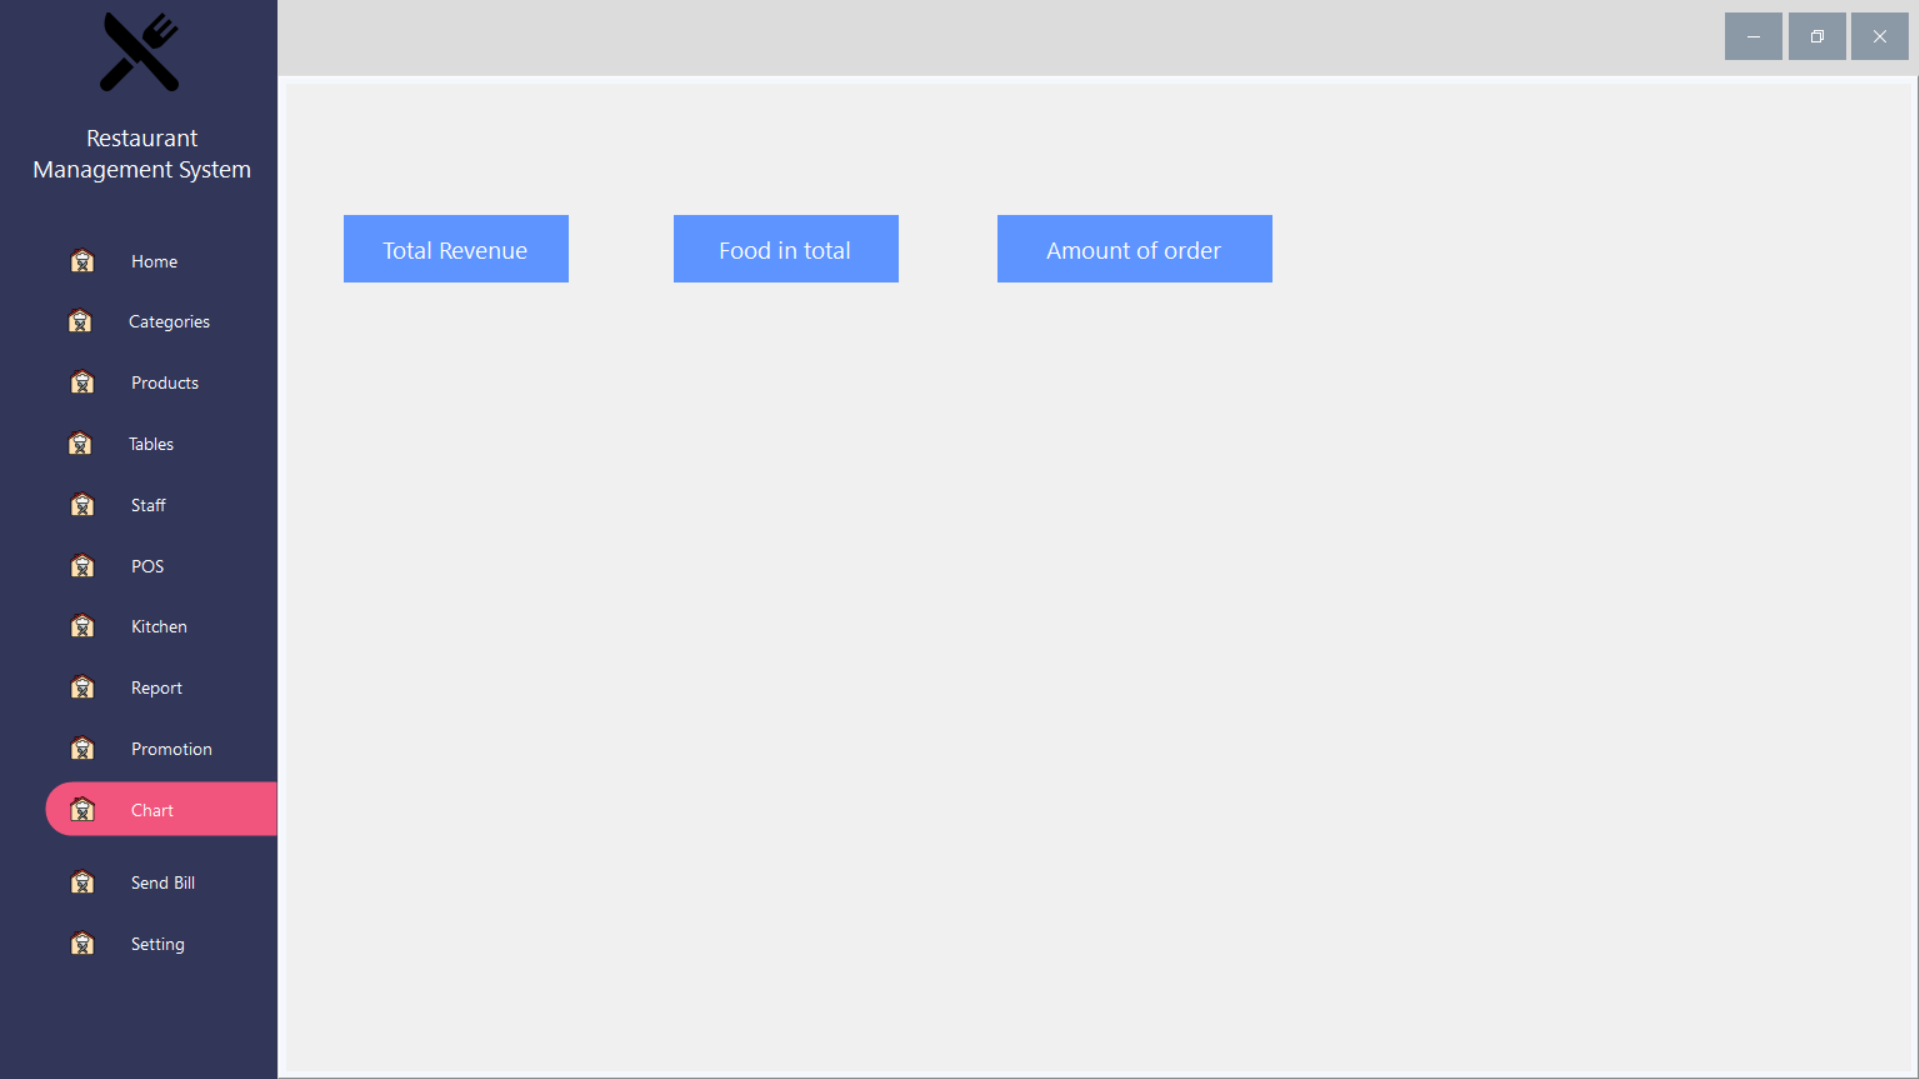 Restaurant
Management System
Home
Categories
Products
Tables
Staff
POS
Kitchen
Report
Promotion
Chart
Send Bill
Setting
Total Revenue
Food in total
Amount of order